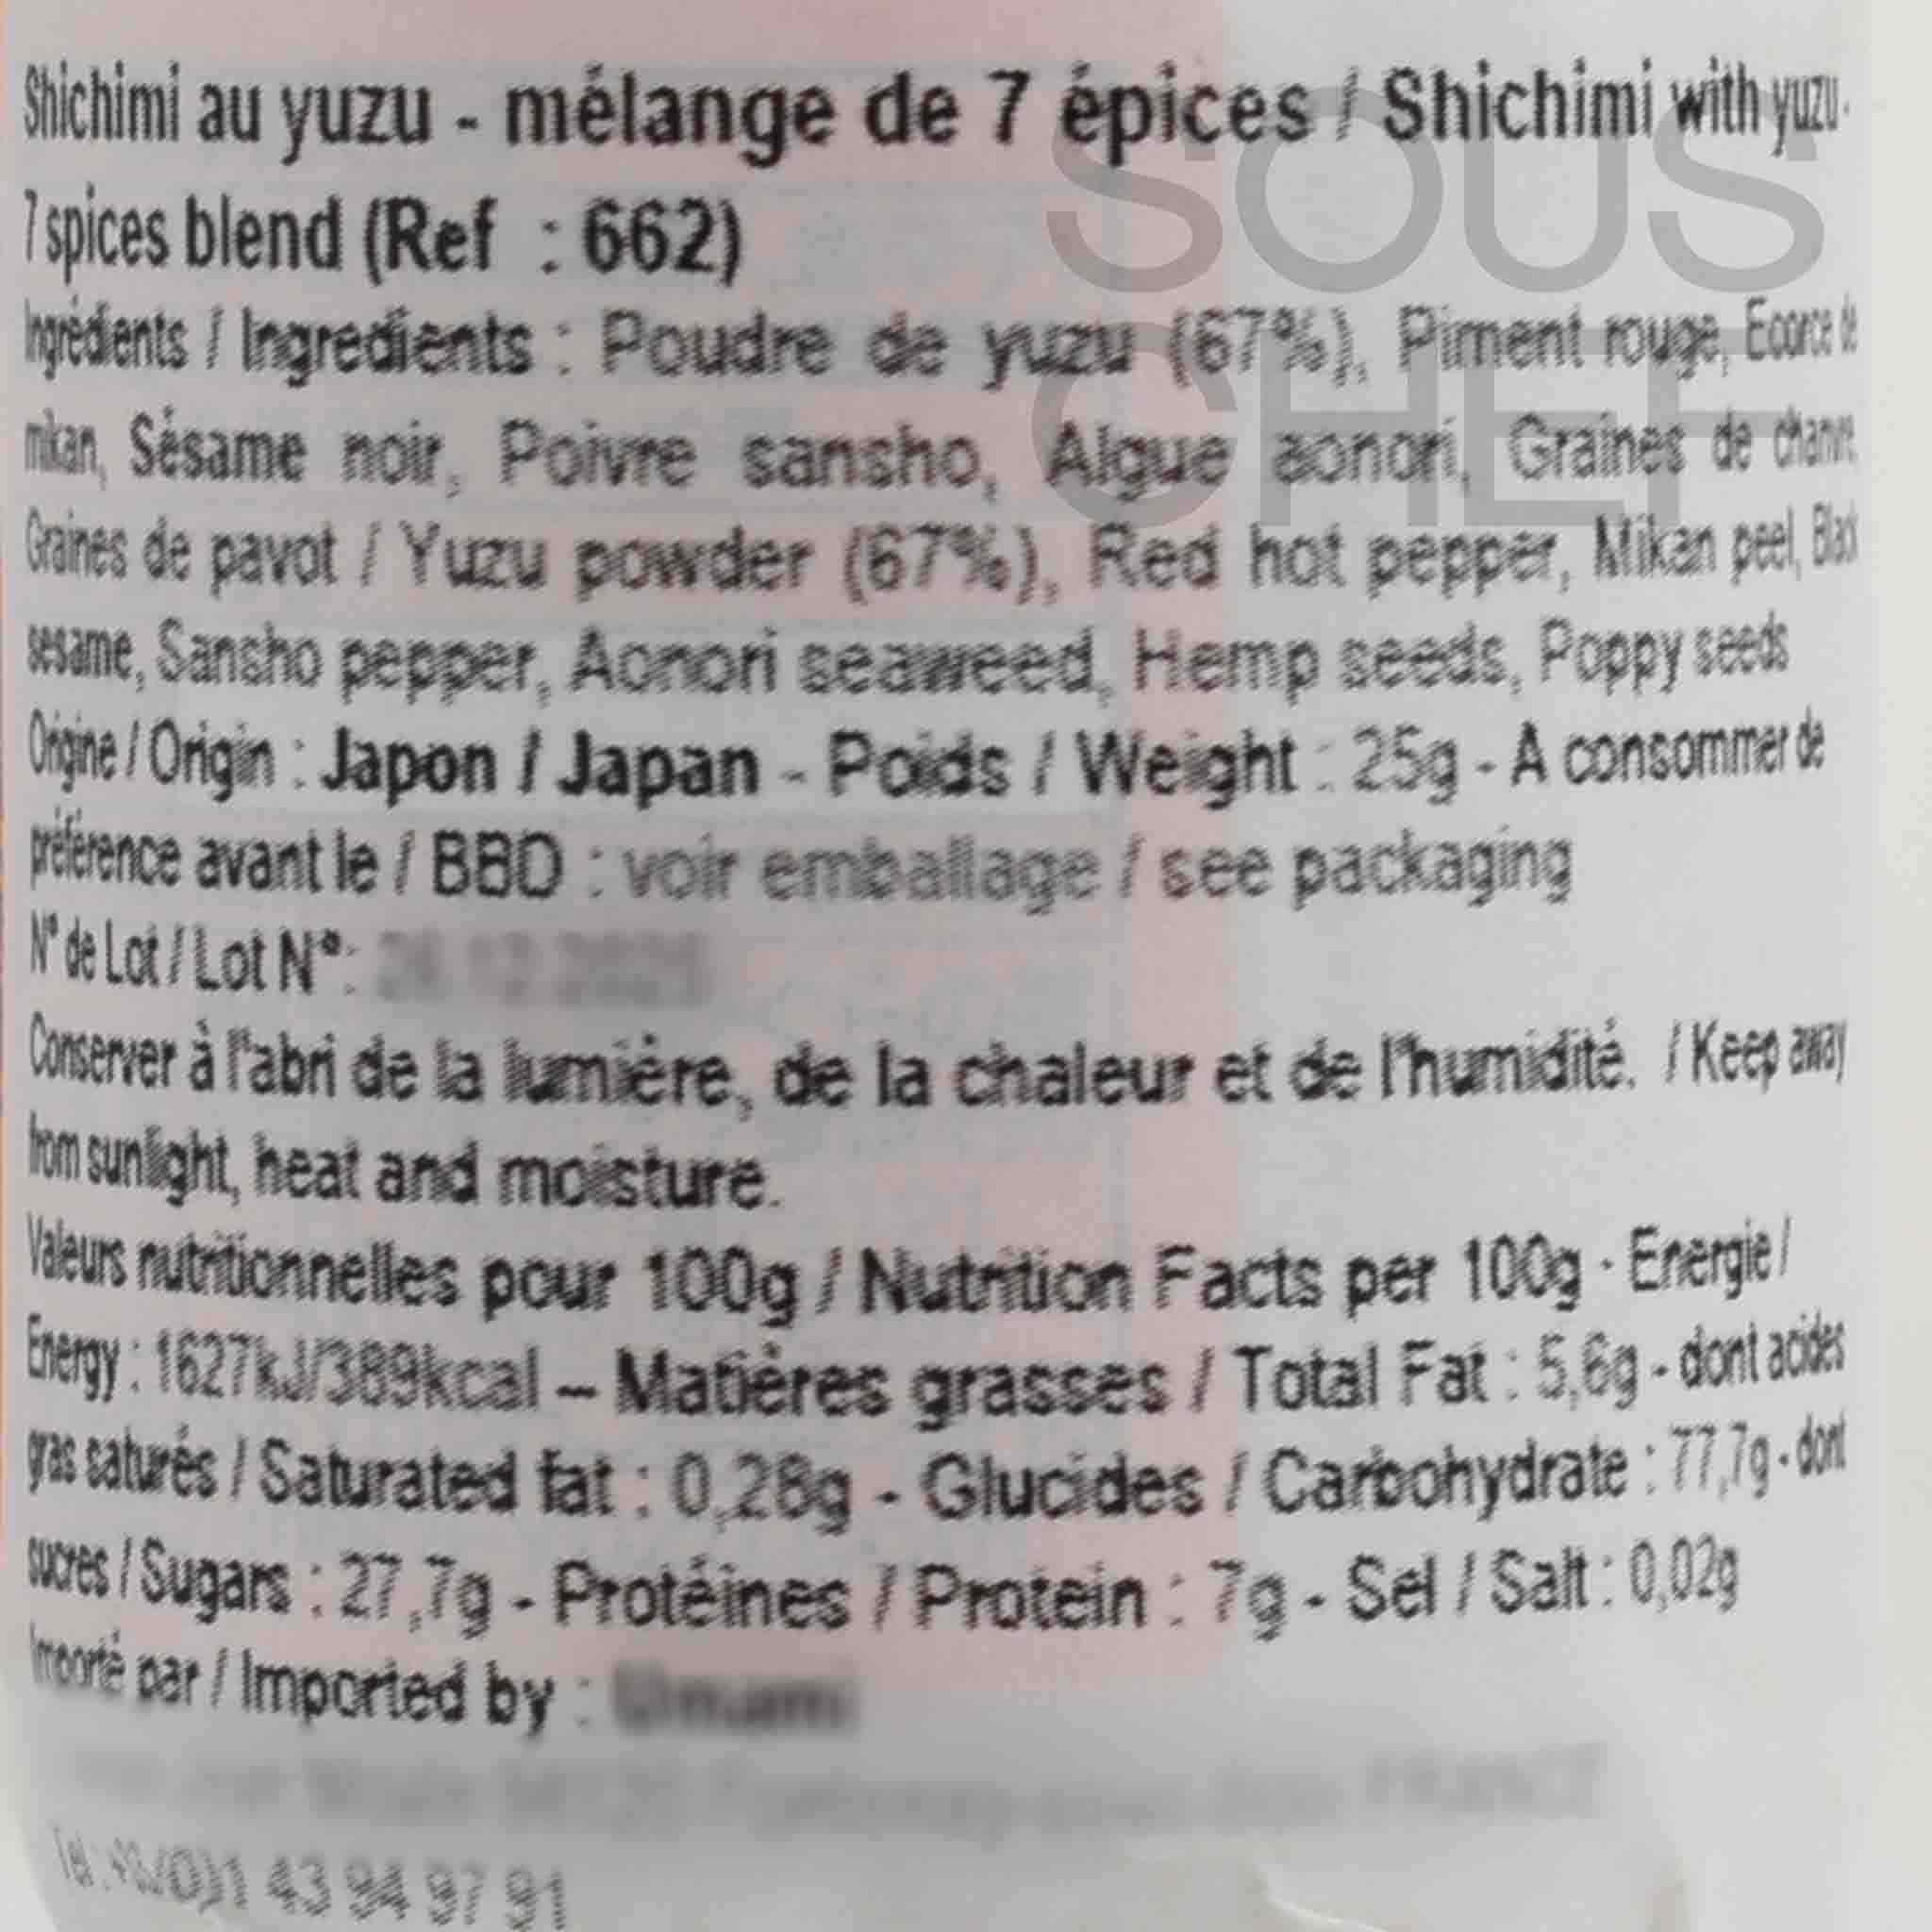 Shichimi au yuzu - mélange de 7 épices / Shichimi with yuzu -
7 spices blend (Ref : 662)
Ingrédients / Ingredients : Poudre de yuzu (67%), Piment rouge, Ecorce de
mikan, Sésame noir, Poivre sansho, Algue aonori, Graines de chanvre,
Graines de pavot / Yuzu powder (67%), Red hot pepper, Mikan peel, Black
sesame, Sansho pepper, Aonori seaweed, Hemp seeds, Poppy seeds
Origine / Origin : Japon / Japan - Poids / Weight : 25g - A consommer de
préférence avant le / BBD : voir emballage / see packaging
N° de Lot / Lot N° :
Conserver à l'abri de la lumière, de la chaleur et de l'humidité. / Keep away
from sunlight, heat and moisture.
Valeurs nutritionnelles pour 100g / Nutrition Facts per 100g - Energie /
Energy : 1627kJ/389kcal – Matières grasses / Total Fat : 5,6g - dont acides
gras saturés / Saturated fat : 0,28g - Glucides / Carbohydrate : 77,7g - dont
sucres / Sugars : 27,7g - Protéines / Protein : 7g - Sel / Salt : 0,02g
Importé par / Imported by :
Tel : +33(0)1 43 94 97 91
SOUS
CHEF